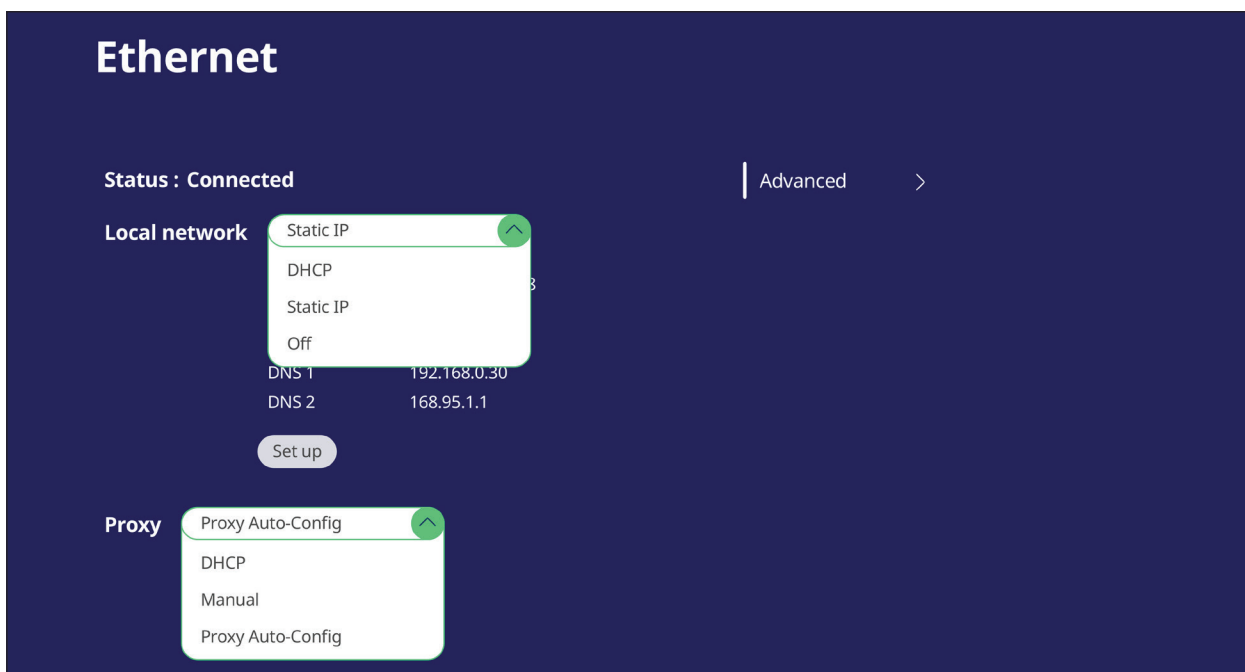 Ethernet
Status : Connected
Advanced
Local network
Static IP
DHCP
Static IP
Off
DNS 1 192.168.0.30
DNS 2 168.95.1.1
Set up
Proxy
Proxy Auto-Config
DHCP
Manual
Proxy Auto-Config